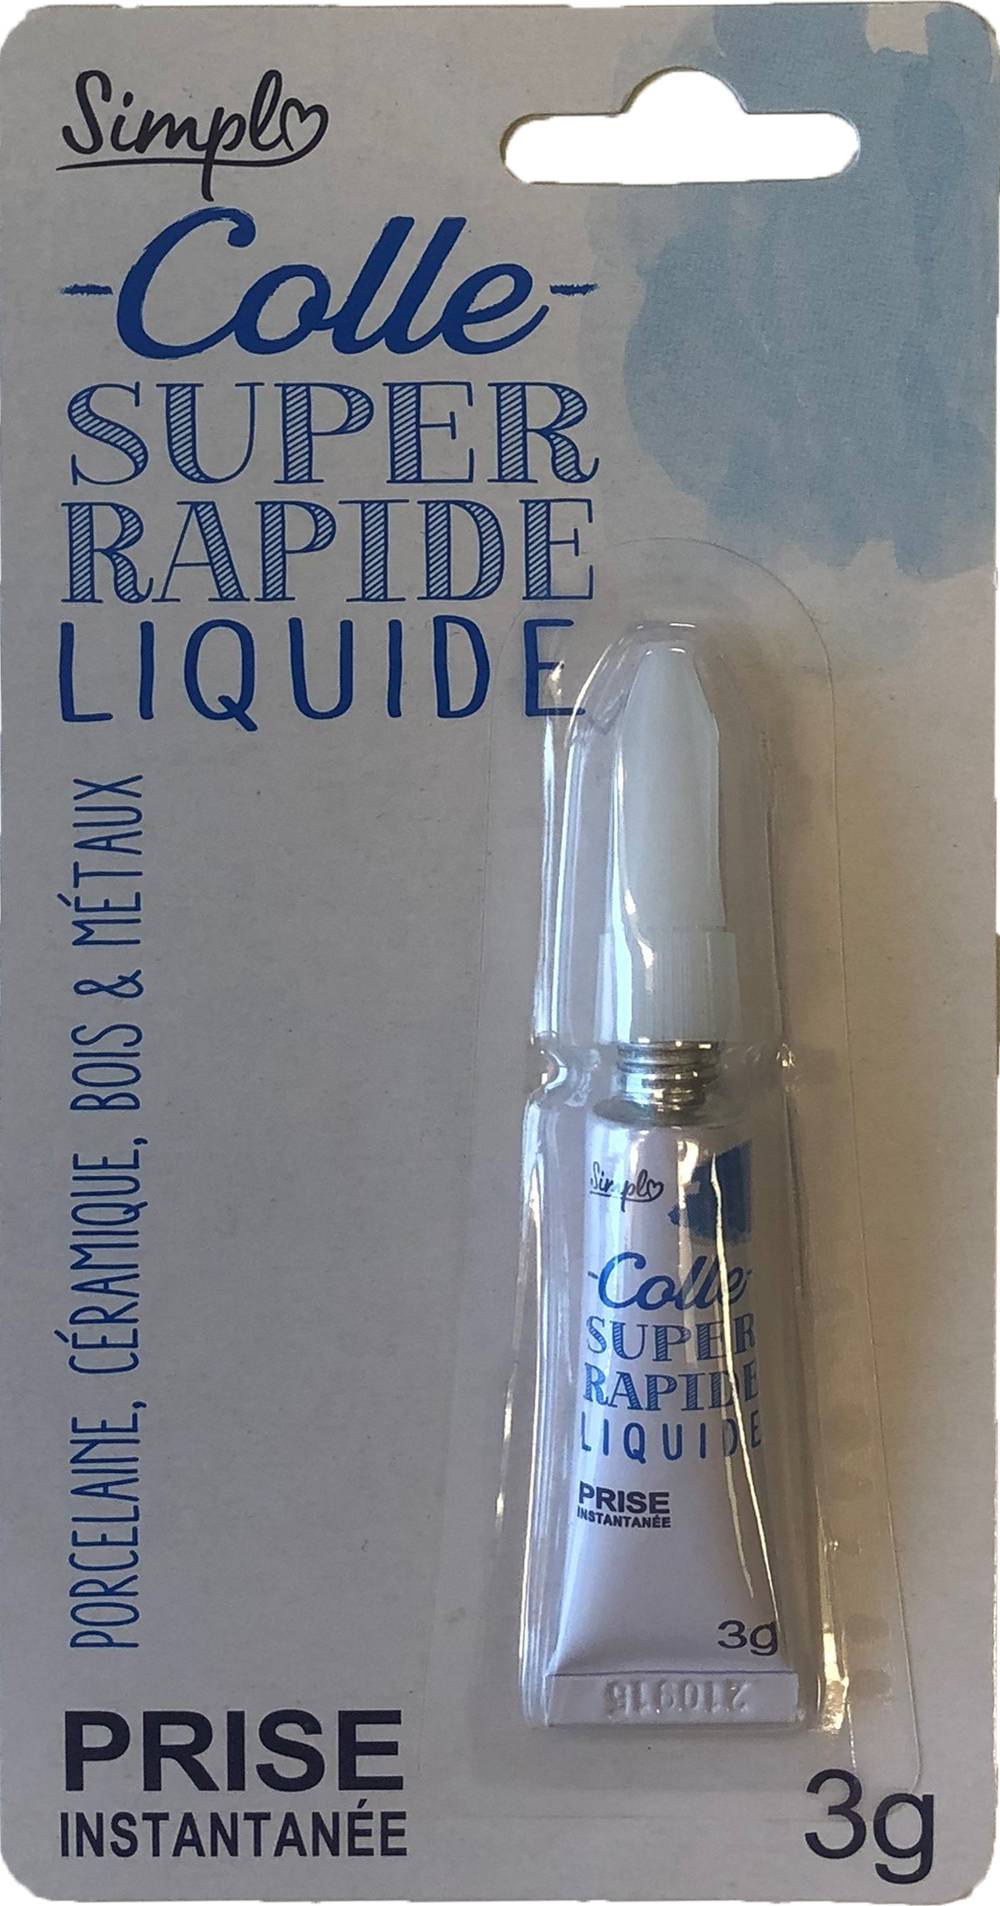 Simpl
-Colle-
SUPER
RAPIDE
LIQUIDE
PORCELAINE, CÉRAMIQUE, BOIS & MÉTAUX
PRISE
INSTANTANÉE
3g
Simpl
-Colle-
SUPER
RAPIDE
LIQUIDE
PRISE
INSTANTANÉE
3g